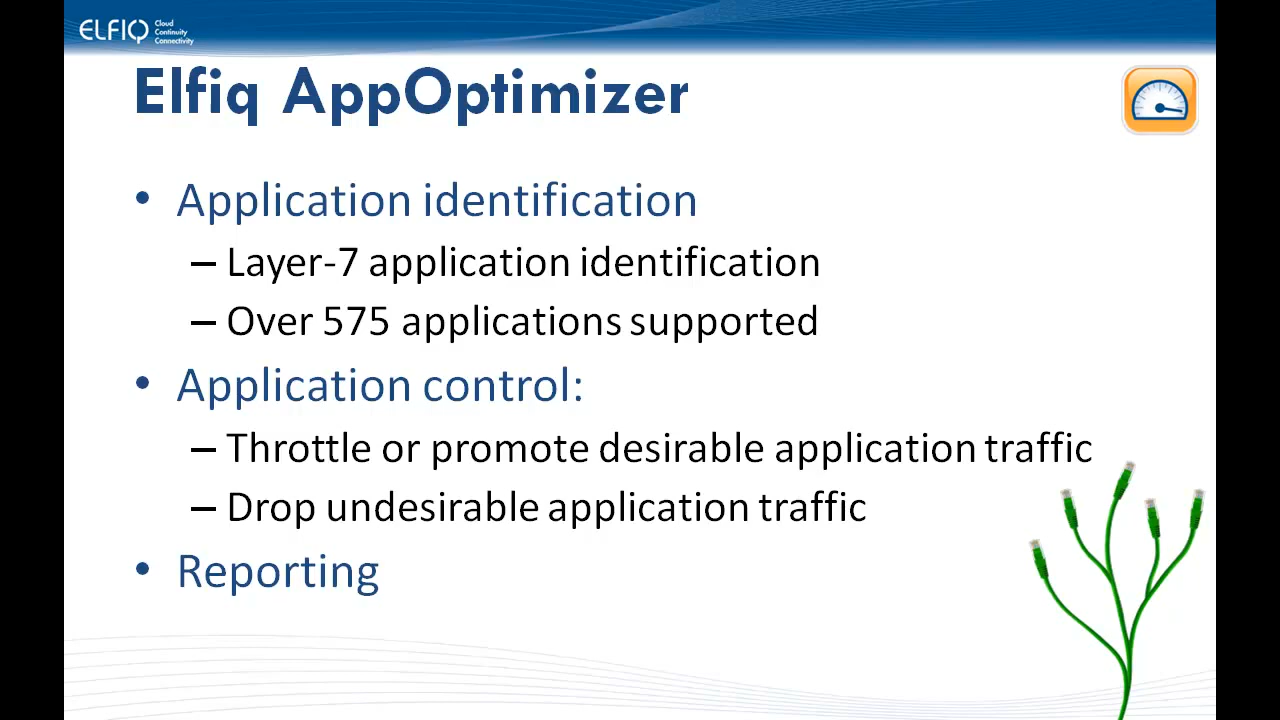 ELFIQ
Cloud
Continuity
Connectivity
Elfiq AppOptimizer
• Application identification
– Layer-7 application identification
– Over 575 applications supported
• Application control:
– Throttle or promote desirable application traffic
– Drop undesirable application traffic
• Reporting